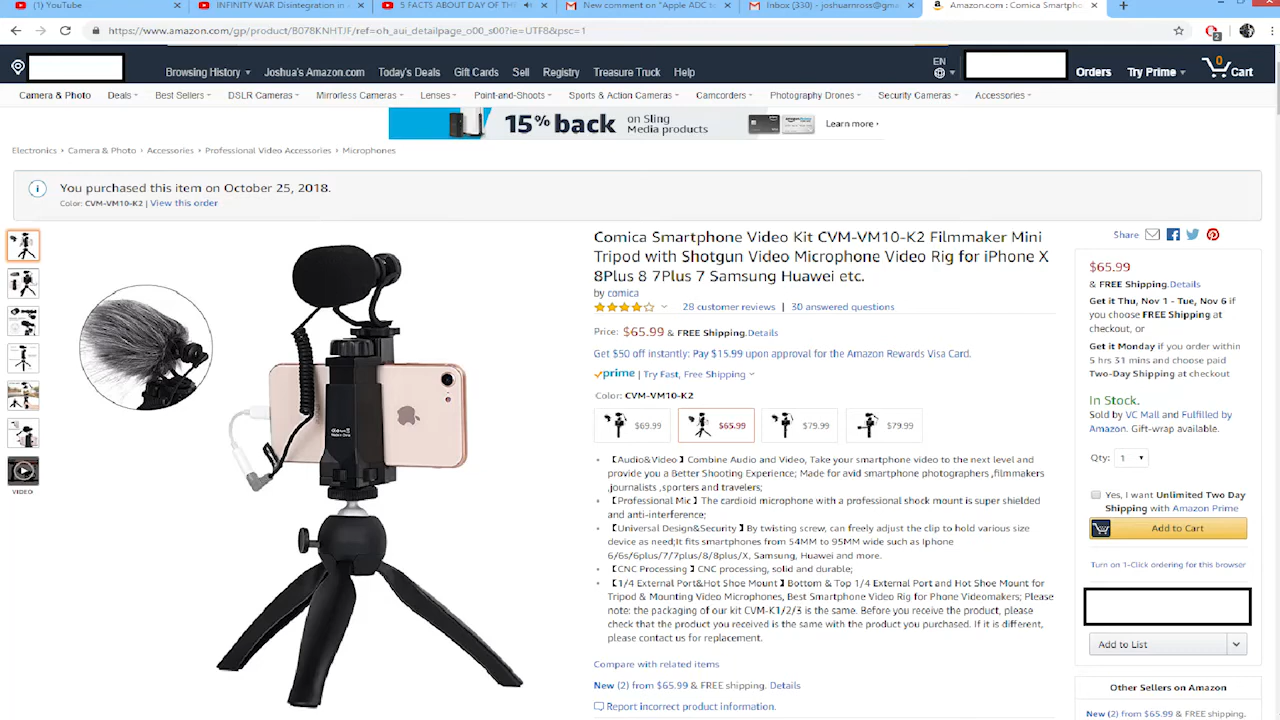 (1) YouTube
INFINITY WAR Disintegration in
5 FACTS ABOUT DAY OF TH
New comment on "Apple ADC to
Inbox (330) - joshuarnross@gma
Amazon.com : Comica Smartpho
https://www.amazon.com/gp/product/B078KNHTJF/ref=oh_aui_detailpage_o00_s00?ie=UTF8&psc=1
2
Browsing History
Joshua's Amazon.com
Today's Deals
Gift Cards
Sell
Registry
Treasure Truck
Help
EN
Orders
Try Prime
0
Cart
Camera & Photo
Deals
Best Sellers
DSLR Cameras
Mirrorless Cameras
Lenses
Point-and-Shoots
Sports & Action Cameras
Camcorders
Photography Drones
Security Cameras
Accessories
15% back
on Sling
Media products
Learn more ›
Electronics › Camera & Photo › Accessories › Professional Video Accessories › Microphones
You purchased this item on October 25, 2018.
Color: CVM-VM10-K2 | View this order
VIDEO
Comica Smartphone Video Kit CVM-VM10-K2 Filmmaker Mini
Tripod with Shotgun Video Microphone Video Rig for iPhone X
8Plus 8 7Plus 7 Samsung Huawei etc.
by comica
28 customer reviews | 30 answered questions
Price: $65.99 & FREE Shipping. Details
Get $50 off instantly: Pay $15.99 upon approval for the Amazon Rewards Visa Card.
prime | Try Fast, Free Shipping
Color: CVM-VM10-K2
$69.99
$65.99
$79.99
$79.99
• 【Audio&Video】Combine Audio and Video, Take your smartphone video to the next level and
provide you a Better Shooting Experience; Made for avid smartphone photographers ,filmmakers
,journalists ,sporters and travelers;
• 【Professional Mic】The cardioid microphone with a professional shock mount is super shielded
and anti-interference;
• 【Universal Design&Security】By twisting screw, can freely adjust the clip to hold various size
device as need;It fits smartphones from 54MM to 95MM wide such as Iphone
6/6s/6plus/7/7plus/8/8plus/X, Samsung, Huawei and more.
• 【CNC Processing】CNC processing, solid and durable;
• 【1/4 External Port&Hot Shoe Mount】Bottom & Top 1/4 External Port and Hot Shoe Mount for
Tripod & Mounting Video Microphones, Best Smartphone Video Rig for Phone Videomakers; Please
note: the packaging of our kit CVM-K1/2/3 is the same. Before you receive the product, please
check that the product you received is the same with the product you purchased. If it is different,
please contact us for replacement.
Compare with related items
New (2) from $65.99 & FREE shipping. Details
Report incorrect product information.
Share
$65.99
& FREE Shipping. Details
Get it Thu, Nov 1 - Tue, Nov 6 if
you choose FREE Shipping at
checkout, or
Get it Monday if you order within
5 hrs 31 mins and choose paid
Two-Day Shipping at checkout
In Stock.
Sold by VC Mall and Fulfilled by
Amazon. Gift-wrap available.
Qty: 1
Yes, I want Unlimited Two Day
Shipping with Amazon Prime
Add to Cart
Turn on 1-Click ordering for this browser
Add to List
Other Sellers on Amazon
New (2) from $65.99 & FREE shipping.